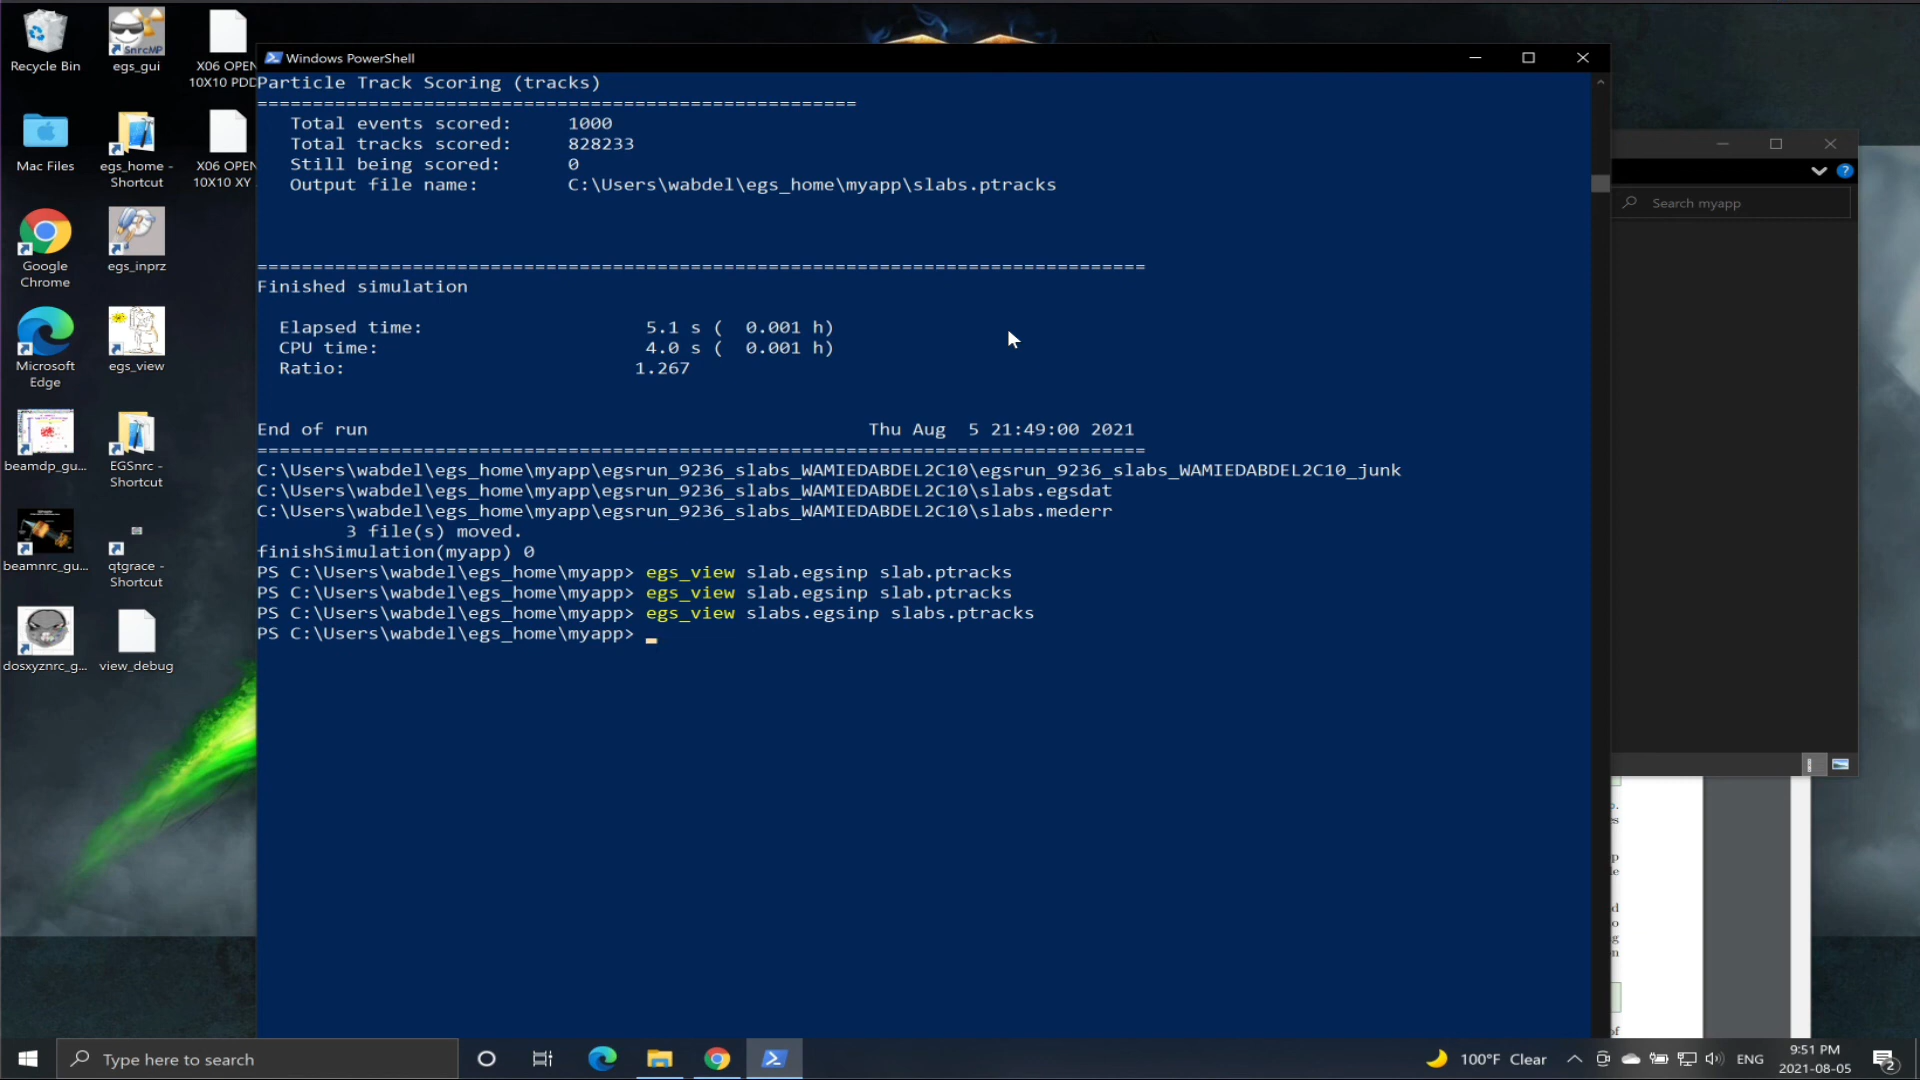 Recycle Bin
egs_gui
X06 OPEN
10X10 PDD
SnrcMP
Mac Files
egs_home -
Shortcut
X06 OPEN
10X10 XY
Google
Chrome
egs_inprz
Microsoft
Edge
egs_view
beamdp_gu...
EGSnrc -
Shortcut
beamnrc_gu...
qtgrace -
Shortcut
dosxyznrc_g...
view_debug
Windows PowerShell
Particle Track Scoring (tracks)
======================================================
Total events scored: 1000
Total tracks scored: 828233
Still being scored: 0
Output file name: C:\Users\wabdel\egs_home\myapp\slabs.ptracks
================================================================================
Finished simulation
Elapsed time: 5.1 s ( 0.001 h)
CPU time: 4.0 s ( 0.001 h)
Ratio: 1.267
End of run Thu Aug 5 21:49:00 2021
================================================================================
C:\Users\wabdel\egs_home\myapp\egsrun_9236_slabs_WAMIEDABDEL2C10\egsrun_9236_slabs_WAMIEDABDEL2C10_junk
C:\Users\wabdel\egs_home\myapp\egsrun_9236_slabs_WAMIEDABDEL2C10\slabs.egsdat
C:\Users\wabdel\egs_home\myapp\egsrun_9236_slabs_WAMIEDABDEL2C10\slabs.mederr
3 file(s) moved.
finishSimulation(myapp) 0
PS C:\Users\wabdel\egs_home\myapp> egs_view slab.egsinp slab.ptracks
PS C:\Users\wabdel\egs_home\myapp> egs_view slab.egsinp slab.ptracks
PS C:\Users\wabdel\egs_home\myapp> egs_view slabs.egsinp slabs.ptracks
PS C:\Users\wabdel\egs_home\myapp>
Search myapp
Type here to search
100°F Clear
ENG
9:51 PM
2021-08-05
2